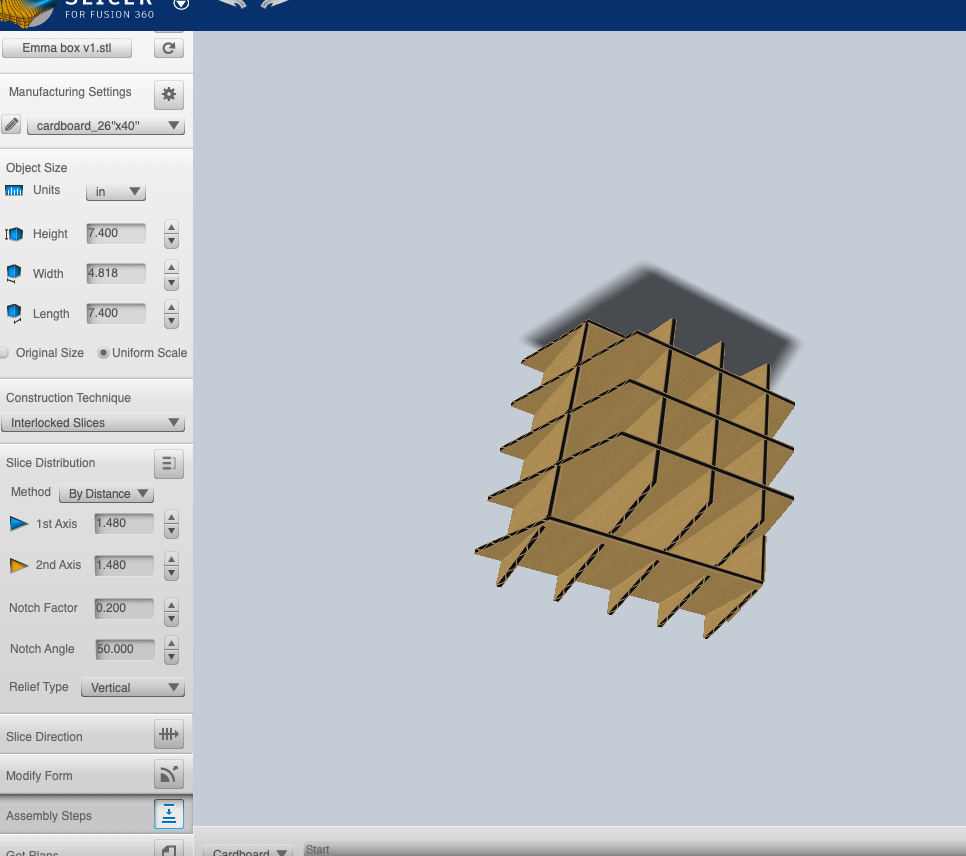 SLICER
FOR FUSION 360
Emma box v1.stl
Manufacturing Settings
cardboard_26"x40"
Object Size
Units in
Height 7.400
Width 4.818
Length 7.400
Original Size Uniform Scale
Construction Technique
Interlocked Slices
Slice Distribution
Method By Distance
1st Axis 1.480
2nd Axis 1.480
Notch Factor 0.200
Notch Angle 50.000
Relief Type Vertical
Slice Direction
Modify Form
Assembly Steps
Get Plans
Cardboard Start